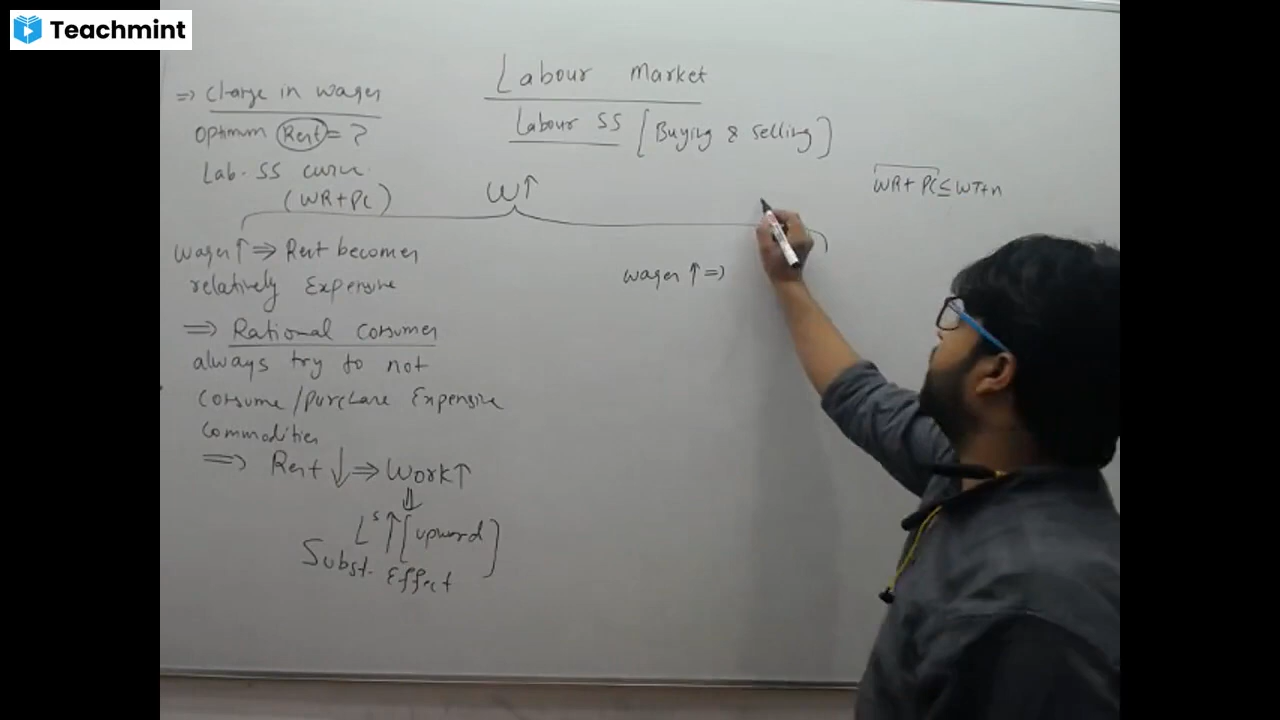 Teachmint
Labour Market
Labour SS [Buying & Selling]
=> Change in wages
Optimum Rest = ?
Lab. SS curve
(WR+PC)
W↑
WR+ PC ≤ WT+n
wages ↑ => Rest becomes
relatively Expensive
=> Rational consumer
always try to not
consume/purchase Expensive
commodities
=> Rest ↓ => Work ↑
⇓
Lˢ ↑ [upward]
Subst. Effect
wages ↑ =>